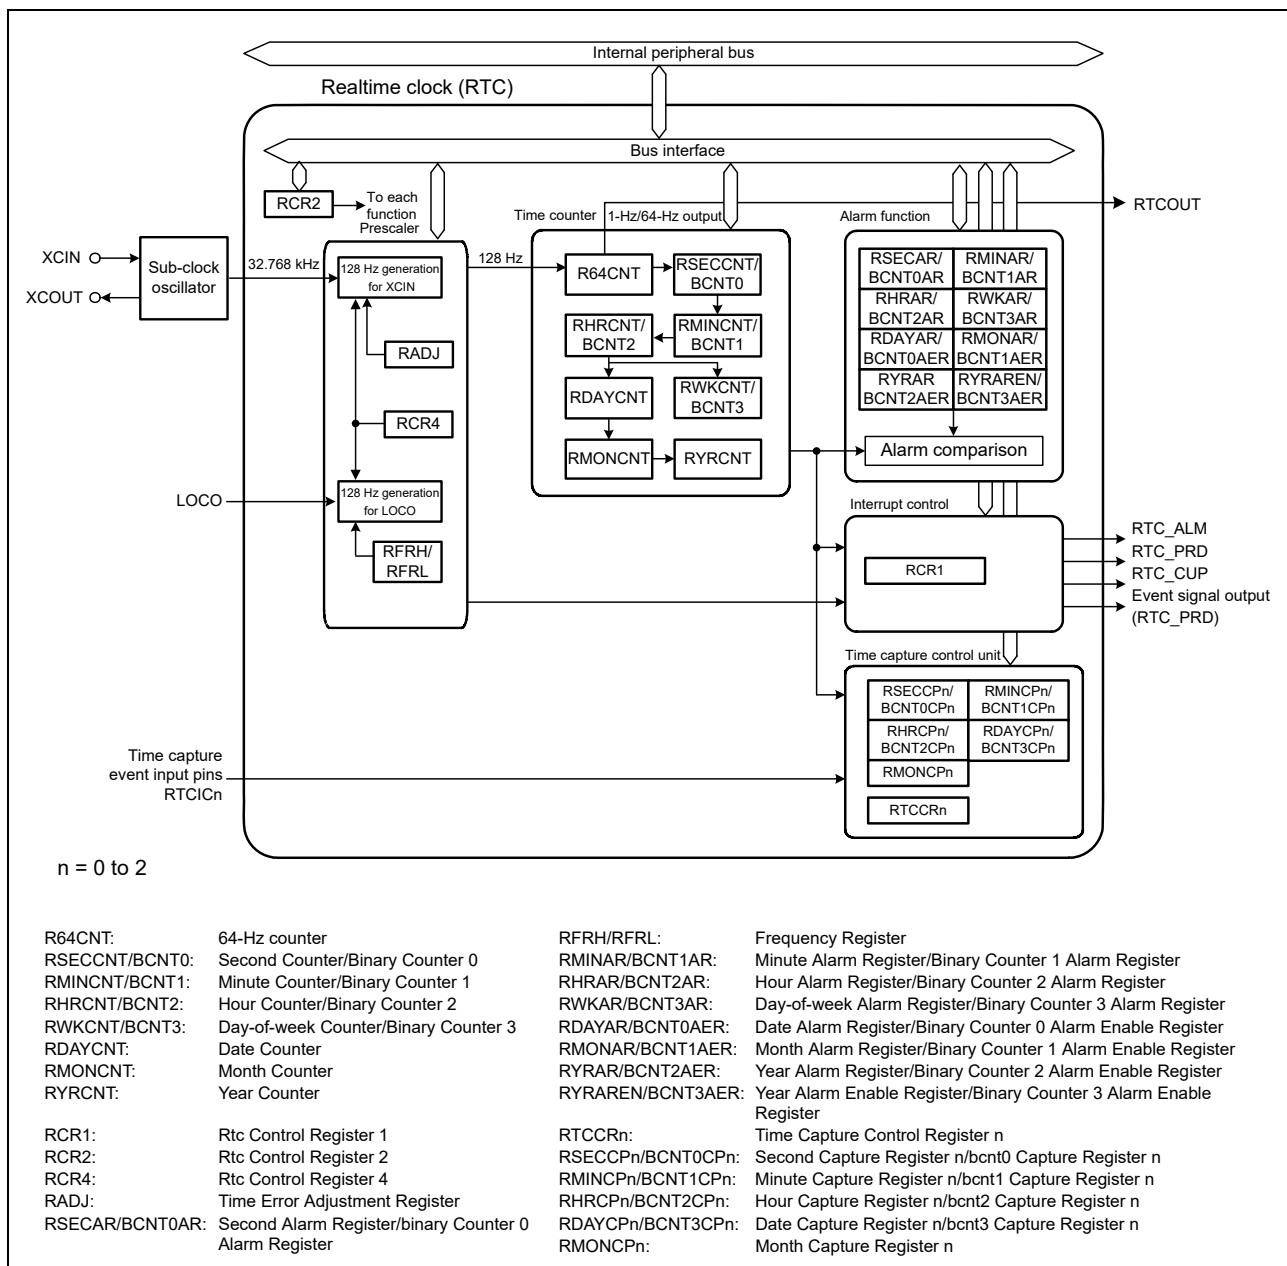 Internal peripheral bus
Realtime clock (RTC)
Bus interface
RCR2
To each
function
Prescaler
Time counter
1-Hz/64-Hz output
Alarm function
RTCOUT
XCIN
XCOUT
Sub-clock
oscillator
32.768 kHz
128 Hz generation
for XCIN
128 Hz
R64CNT
RSECCNT/
BCNT0
RHRCNT/
BCNT2
RMINCNT/
BCNT1
RDAYCNT
RWKCNT/
BCNT3
RMONCNT
RYRCNT
RADJ
RCR4
LOCO
128 Hz generation
for LOCO
RFRH/
RFRL
RSECAR/
BCNT0AR
RMINAR/
BCNT1AR
RHRAR/
BCNT2AR
RWKAR/
BCNT3AR
RDAYAR/
BCNT0AER
RMONAR/
BCNT1AER
RYRAR
BCNT2AER
RYRAREN/
BCNT3AER
Alarm comparison
Interrupt control
RCR1
RTC_ALM
RTC_PRD
RTC_CUP
Event signal output
(RTC_PRD)
Time capture control unit
RSECCPn/
BCNT0CPn
RMINCPn/
BCNT1CPn
RHRCPn/
BCNT2CPn
RDAYCPn/
BCNT3CPn
RMONCPn
RTCCRn
Time capture
event input pins
RTCICn
n = 0 to 2
R64CNT: 64-Hz counter
RSECCNT/BCNT0: Second Counter/Binary Counter 0
RMINCNT/BCNT1: Minute Counter/Binary Counter 1
RHRCNT/BCNT2: Hour Counter/Binary Counter 2
RWKCNT/BCNT3: Day-of-week Counter/Binary Counter 3
RDAYCNT: Date Counter
RMONCNT: Month Counter
RYRCNT: Year Counter
RCR1: Rtc Control Register 1
RCR2: Rtc Control Register 2
RCR4: Rtc Control Register 4
RADJ: Time Error Adjustment Register
RSECAR/BCNT0AR: Second Alarm Register/binary Counter 0
Alarm Register
RFRH/RFRL: Frequency Register
RMINAR/BCNT1AR: Minute Alarm Register/Binary Counter 1 Alarm Register
RHRAR/BCNT2AR: Hour Alarm Register/Binary Counter 2 Alarm Register
RWKAR/BCNT3AR: Day-of-week Alarm Register/Binary Counter 3 Alarm Register
RDAYAR/BCNT0AER: Date Alarm Register/Binary Counter 0 Alarm Enable Register
RMONAR/BCNT1AER: Month Alarm Register/Binary Counter 1 Alarm Enable Register
RYRAR/BCNT2AER: Year Alarm Register/Binary Counter 2 Alarm Enable Register
RYRAREN/BCNT3AER: Year Alarm Enable Register/Binary Counter 3 Alarm Enable
Register
RTCCRn: Time Capture Control Register n
RSECCPn/BCNT0CPn: Second Capture Register n/bcnt0 Capture Register n
RMINCPn/BCNT1CPn: Minute Capture Register n/bcnt1 Capture Register n
RHRCPn/BCNT2CPn: Hour Capture Register n/bcnt2 Capture Register n
RDAYCPn/BCNT3CPn: Date Capture Register n/bcnt3 Capture Register n
RMONCPn: Month Capture Register n